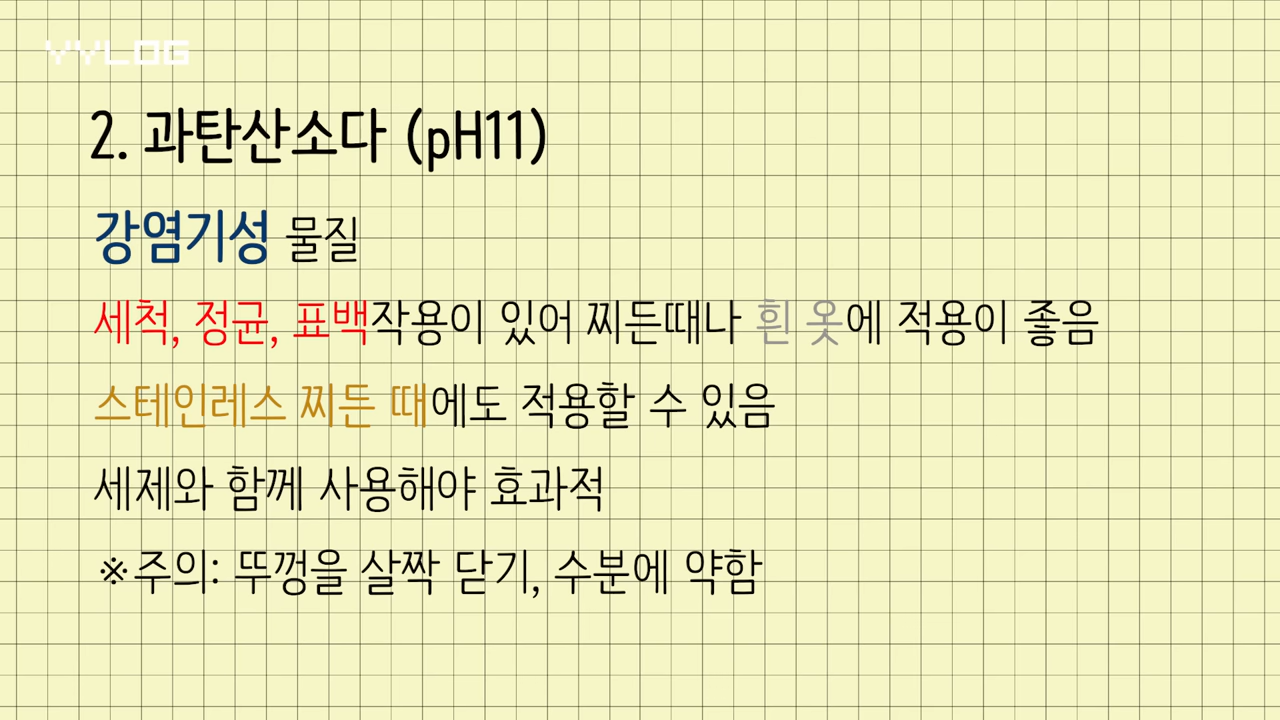 YYLOG
2. 과탄산소다 (pH11)
강염기성 물질
세척, 정균, 표백작용이 있어 찌든때나 흰 옷에 적용이 좋음
스테인레스 찌든 때에도 적용할 수 있음
세제와 함께 사용해야 효과적
※주의: 뚜껑을 살짝 닫기, 수분에 약함